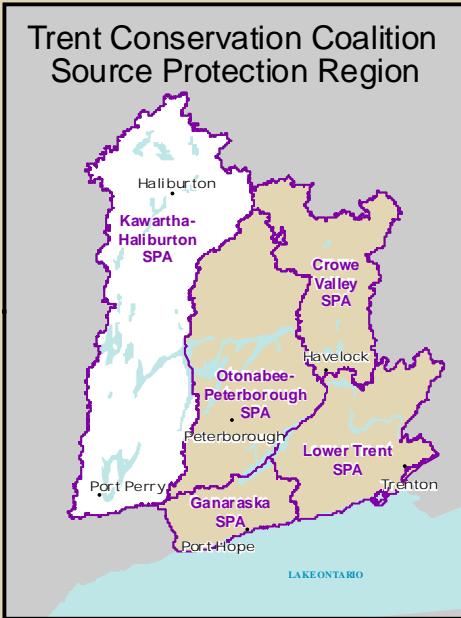 Trent Conservation Coalition
Source Protection Region
Haliburton
Kawartha-
Haliburton
SPA
Crowe
Valley
SPA
Havelock
Otonabee-
Peterborough
SPA
Peterborough
Lower Trent
SPA
Trenton
Port Perry
Ganaraska
SPA
Port Hope
LAKE ONTARIO